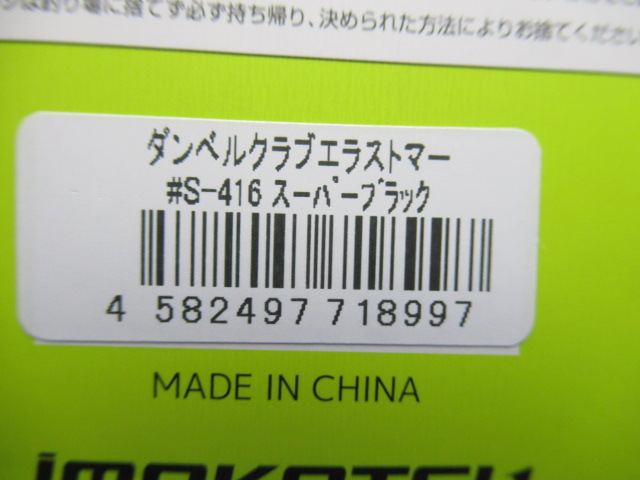 ジは釣り場に捨てず必ず持ち帰り、決められた方法によりお捨てください
ダンベルクラブエラストマー
#S-416 スーパーブラック
4 582497 718997
MADE IN CHINA